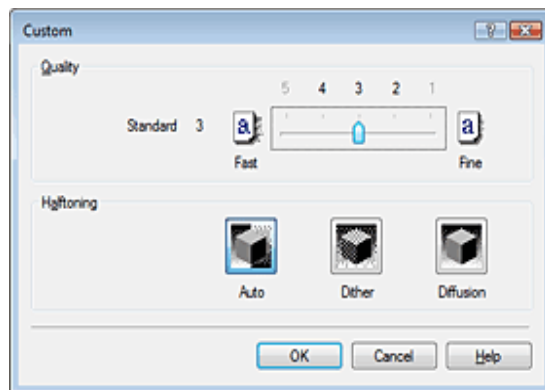 Custom
Quality
5 4 3 2 1
Standard 3
a a
Fast Fine
Halftoning
Auto Dither Diffusion
OK Cancel Help